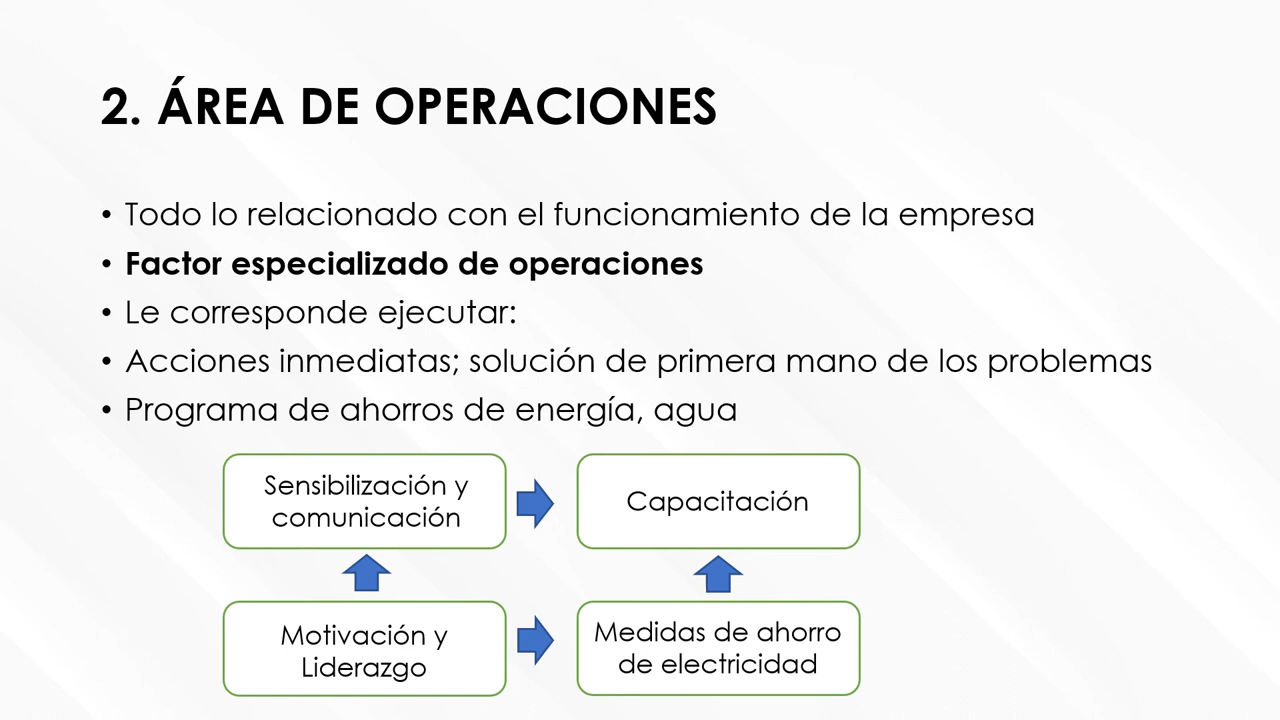 2. ÁREA DE OPERACIONES
• Todo lo relacionado con el funcionamiento de la empresa
• Factor especializado de operaciones
• Le corresponde ejecutar:
• Acciones inmediatas; solución de primera mano de los problemas
• Programa de ahorros de energía, agua
Sensibilización y
comunicación
Capacitación
Motivación y
Liderazgo
Medidas de ahorro
de electricidad